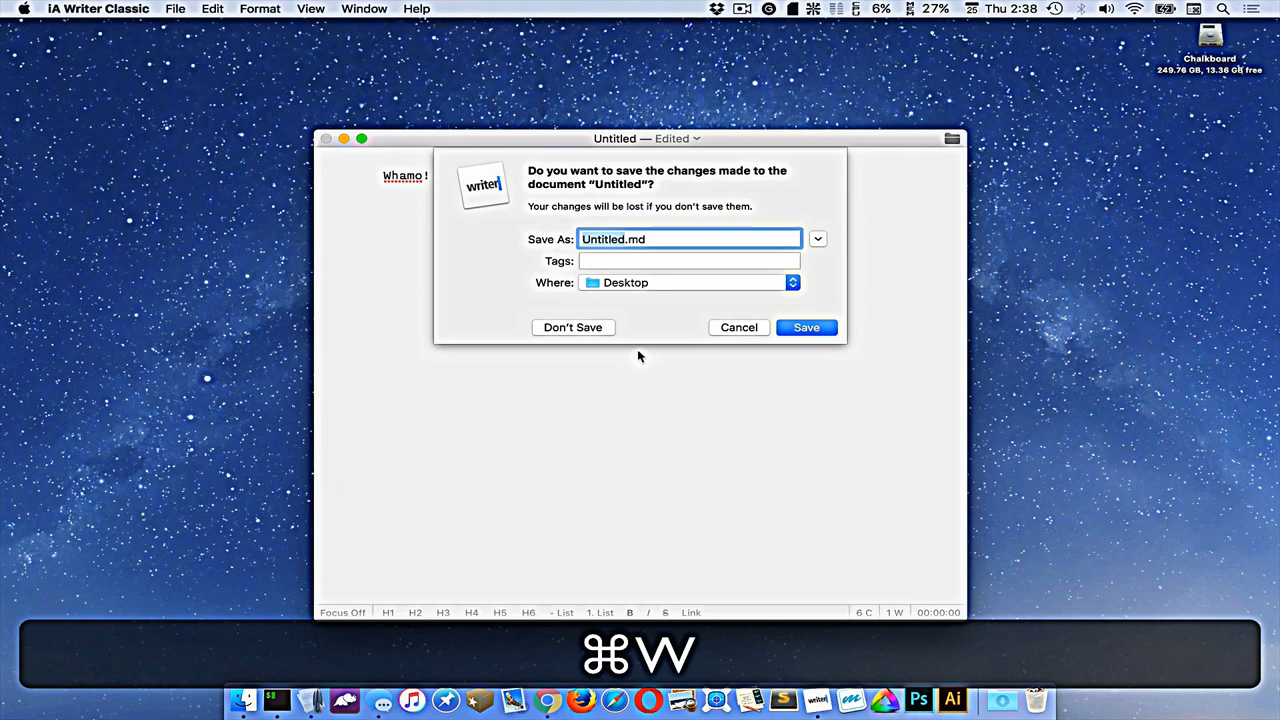 iA Writer Classic File Edit Format View Window Help 6% 27% 25 Thu 2:38
Chalkboard
249.76 GB, 13.36 GB free
Untitled — Edited
Whamo!
writer
Do you want to save the changes made to the
document “Untitled”?
Your changes will be lost if you don’t save them.
Save As: Untitled.md
Tags:
Where: Desktop
Don’t Save Cancel Save
Focus Off H1 H2 H3 H4 H5 H6 - List 1. List B I S Link 6 C 1 W 00:00:00
⌘W
$ writer Ps Ai